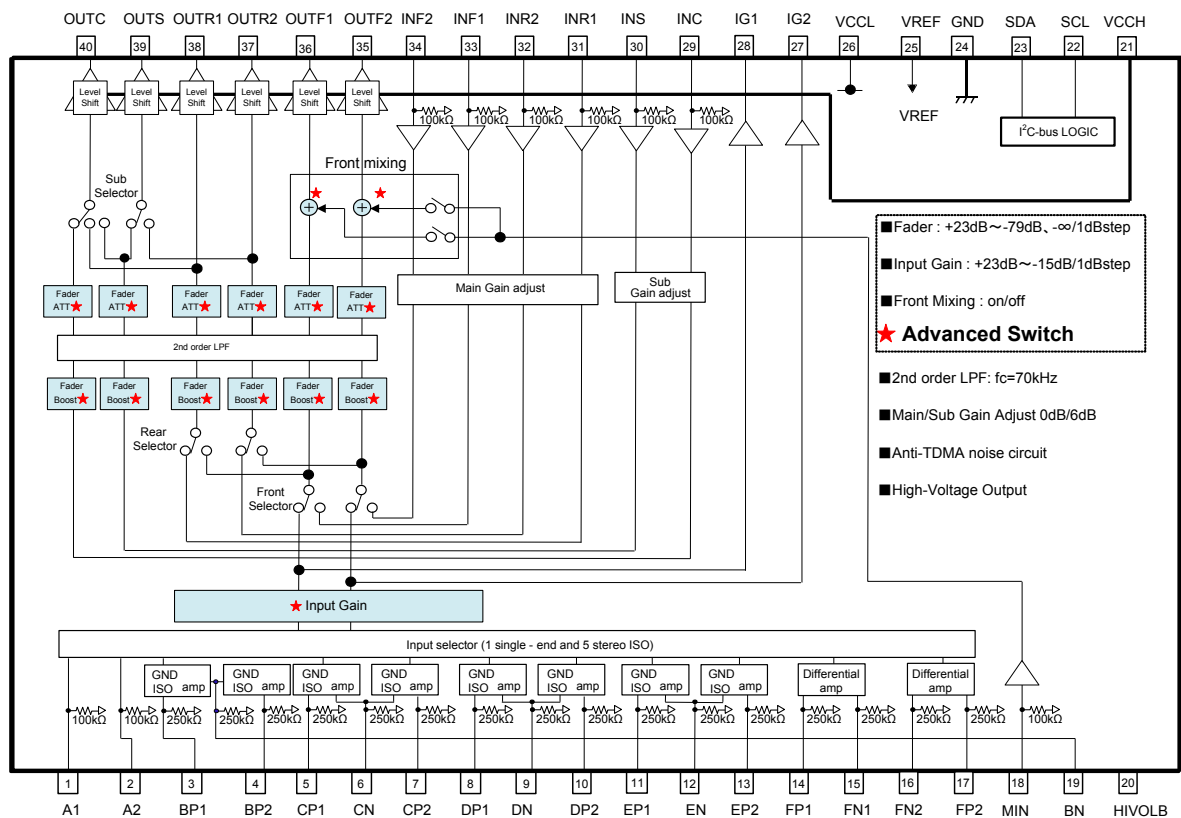 OUTC OUTS OUTR1 OUTR2 OUTF1 OUTF2 INF2 INF1 INR2 INR1 INS INC IG1 IG2 VCCL VREF GND SDA SCL VCCH
40 39 38 37 36 35 34 33 32 31 30 29 28 27 26 25 24 23 22 21
Level Shift
Level Shift
Level Shift
Level Shift
Level Shift
Level Shift
100kΩ 100kΩ 100kΩ 100kΩ 100kΩ 100kΩ
VREF
I²C-bus LOGIC
Front mixing
Sub
Selector
+ +
■Fader : +23dB～-79dB、-∞/1dBstep
■Input Gain : +23dB～-15dB/1dBstep
■Front Mixing : on/off
★ Advanced Switch
Main Gain adjust
Sub
Gain adjust
Fader ATT★
Fader ATT★
Fader ATT★
Fader ATT★
Fader ATT★
Fader ATT★
2nd order LPF
Fader Boost★
Fader Boost★
Fader Boost★
Fader Boost★
Fader Boost★
Fader Boost★
■2nd order LPF: fc=70kHz
■Main/Sub Gain Adjust 0dB/6dB
■Anti-TDMA noise circuit
■High-Voltage Output
Rear
Selector
Front
Selector
★ Input Gain
Input selector (1 single - end and 5 stereo ISO)
GND ISO amp
GND ISO amp
GND ISO amp
GND ISO amp
GND ISO amp
GND ISO amp
GND ISO amp
GND ISO amp
Differential amp
Differential amp
100kΩ 100kΩ 250kΩ 250kΩ 250kΩ 250kΩ 250kΩ 250kΩ 250kΩ 250kΩ 250kΩ 250kΩ 250kΩ 250kΩ 250kΩ 250kΩ 250kΩ 250kΩ 100kΩ
1 2 3 4 5 6 7 8 9 10 11 12 13 14 15 16 17 18 19 20
A1 A2 BP1 BP2 CP1 CN CP2 DP1 DN DP2 EP1 EN EP2 FP1 FN1 FN2 FP2 MIN BN HIVOLB